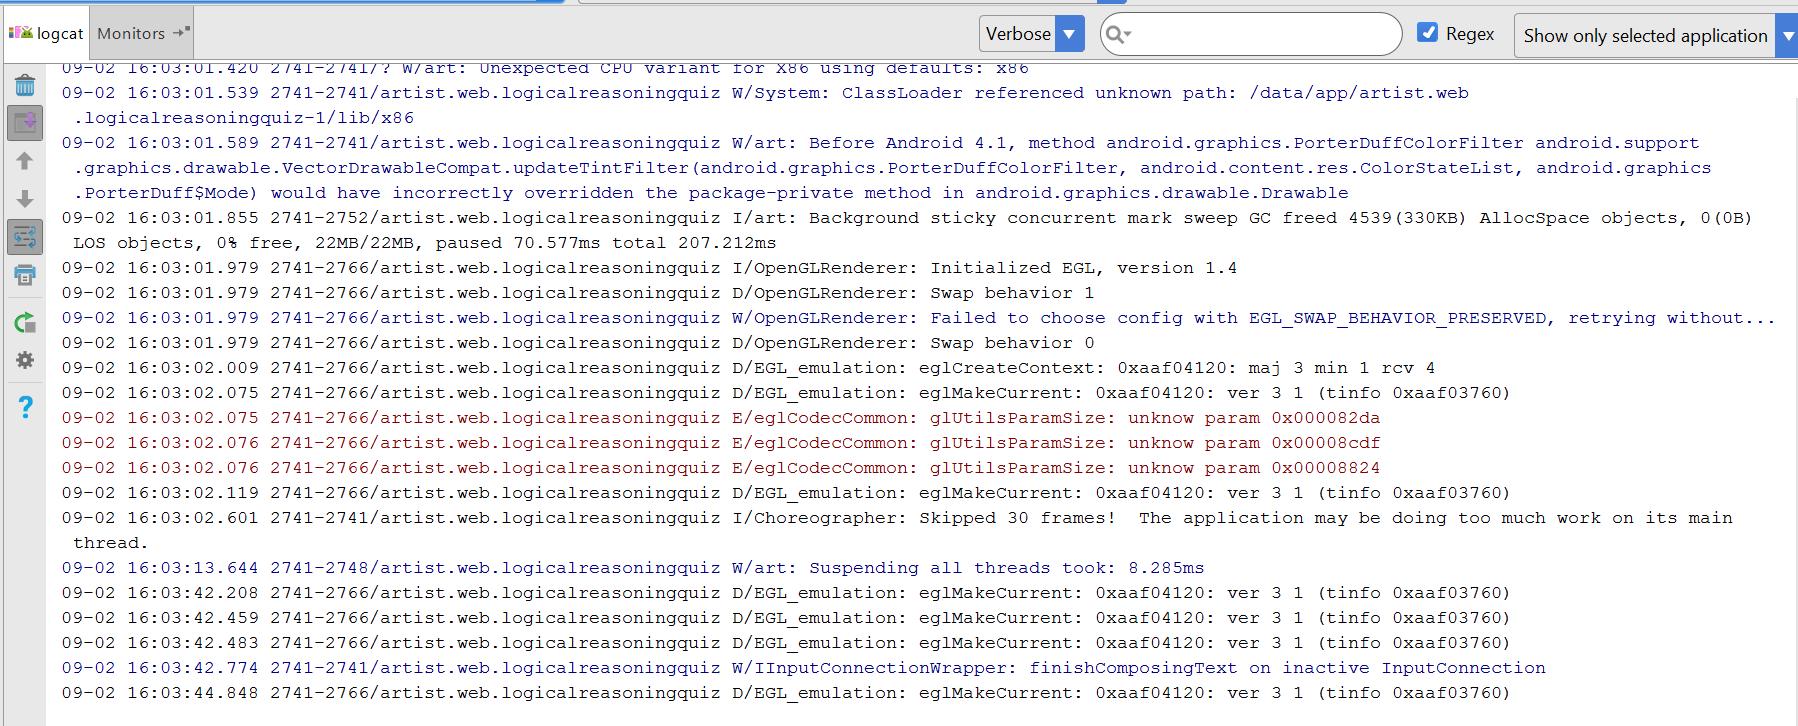 logcat Monitors Verbose Regex Show only selected application
09-02 16:03:01.420 2741-2741/? W/art: Unexpected CPU variant for X86 using defaults: x86
09-02 16:03:01.539 2741-2741/artist.web.logicalreasoningquiz W/System: ClassLoader referenced unknown path: /data/app/artist.web
.logicalreasoningquiz-1/lib/x86
09-02 16:03:01.589 2741-2741/artist.web.logicalreasoningquiz W/art: Before Android 4.1, method android.graphics.PorterDuffColorFilter android.support
.graphics.drawable.VectorDrawableCompat.updateTintFilter(android.graphics.PorterDuffColorFilter, android.content.res.ColorStateList, android.graphics
.PorterDuff$Mode) would have incorrectly overridden the package-private method in android.graphics.drawable.Drawable
09-02 16:03:01.855 2741-2752/artist.web.logicalreasoningquiz I/art: Background sticky concurrent mark sweep GC freed 4539(330KB) AllocSpace objects, 0(0B)
LOS objects, 0% free, 22MB/22MB, paused 70.577ms total 207.212ms
09-02 16:03:01.979 2741-2766/artist.web.logicalreasoningquiz I/OpenGLRenderer: Initialized EGL, version 1.4
09-02 16:03:01.979 2741-2766/artist.web.logicalreasoningquiz D/OpenGLRenderer: Swap behavior 1
09-02 16:03:01.979 2741-2766/artist.web.logicalreasoningquiz W/OpenGLRenderer: Failed to choose config with EGL_SWAP_BEHAVIOR_PRESERVED, retrying without...
09-02 16:03:01.979 2741-2766/artist.web.logicalreasoningquiz D/OpenGLRenderer: Swap behavior 0
09-02 16:03:02.009 2741-2766/artist.web.logicalreasoningquiz D/EGL_emulation: eglCreateContext: 0xaaf04120: maj 3 min 1 rcv 4
09-02 16:03:02.075 2741-2766/artist.web.logicalreasoningquiz D/EGL_emulation: eglMakeCurrent: 0xaaf04120: ver 3 1 (tinfo 0xaaf03760)
09-02 16:03:02.075 2741-2766/artist.web.logicalreasoningquiz E/eglCodecCommon: glUtilsParamSize: unknow param 0x000082da
09-02 16:03:02.076 2741-2766/artist.web.logicalreasoningquiz E/eglCodecCommon: glUtilsParamSize: unknow param 0x00008cdf
09-02 16:03:02.076 2741-2766/artist.web.logicalreasoningquiz E/eglCodecCommon: glUtilsParamSize: unknow param 0x00008824
09-02 16:03:02.119 2741-2766/artist.web.logicalreasoningquiz D/EGL_emulation: eglMakeCurrent: 0xaaf04120: ver 3 1 (tinfo 0xaaf03760)
09-02 16:03:02.601 2741-2741/artist.web.logicalreasoningquiz I/Choreographer: Skipped 30 frames!  The application may be doing too much work on its main
thread.
09-02 16:03:13.644 2741-2748/artist.web.logicalreasoningquiz W/art: Suspending all threads took: 8.285ms
09-02 16:03:42.208 2741-2766/artist.web.logicalreasoningquiz D/EGL_emulation: eglMakeCurrent: 0xaaf04120: ver 3 1 (tinfo 0xaaf03760)
09-02 16:03:42.459 2741-2766/artist.web.logicalreasoningquiz D/EGL_emulation: eglMakeCurrent: 0xaaf04120: ver 3 1 (tinfo 0xaaf03760)
09-02 16:03:42.483 2741-2766/artist.web.logicalreasoningquiz D/EGL_emulation: eglMakeCurrent: 0xaaf04120: ver 3 1 (tinfo 0xaaf03760)
09-02 16:03:42.774 2741-2741/artist.web.logicalreasoningquiz W/IInputConnectionWrapper: finishComposingText on inactive InputConnection
09-02 16:03:44.848 2741-2766/artist.web.logicalreasoningquiz D/EGL_emulation: eglMakeCurrent: 0xaaf04120: ver 3 1 (tinfo 0xaaf03760)